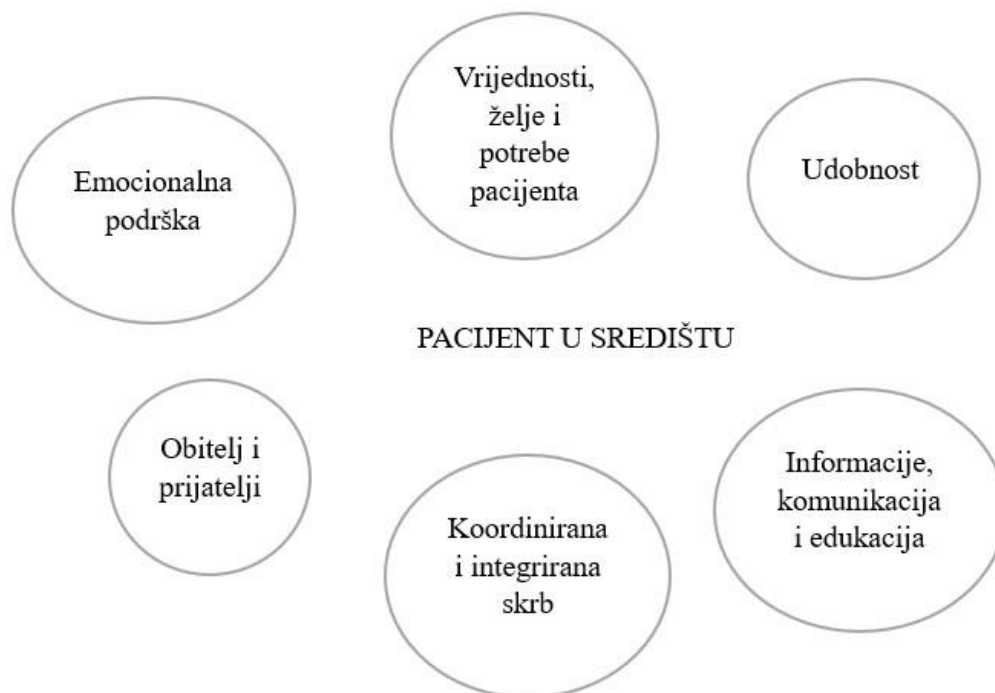 Vrijednosti,
želje i
potrebe
pacijenta
Emocionalna
podrška
Udobnost
PACIJENT U SREDIŠTU
Obitelj i
prijatelji
Informacije,
komunikacija
i edukacija
Koordinirana
i integrirana
skrb